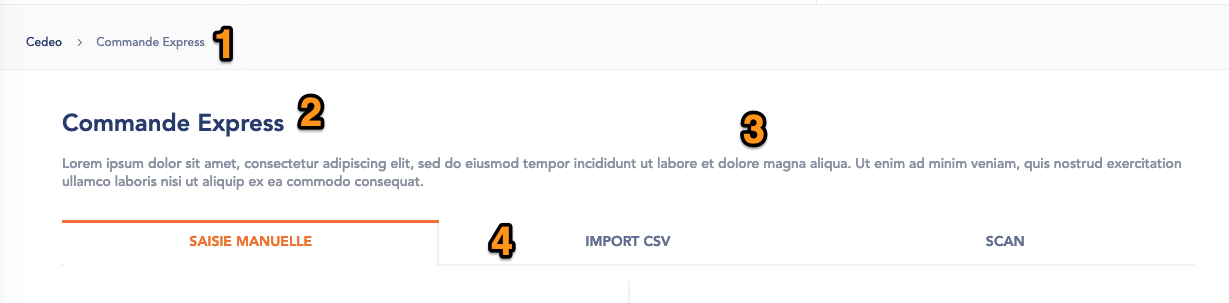 Cedeo > Commande Express 1
Commande Express 2
3
Lorem ipsum dolor sit amet, consectetur adipiscing elit, sed do eiusmod tempor incididunt ut labore et dolore magna aliqua. Ut enim ad minim veniam, quis nostrud exercitation
ullamco laboris nisi ut aliquip ex ea commodo consequat.
SAISIE MANUELLE 4 IMPORT CSV SCAN